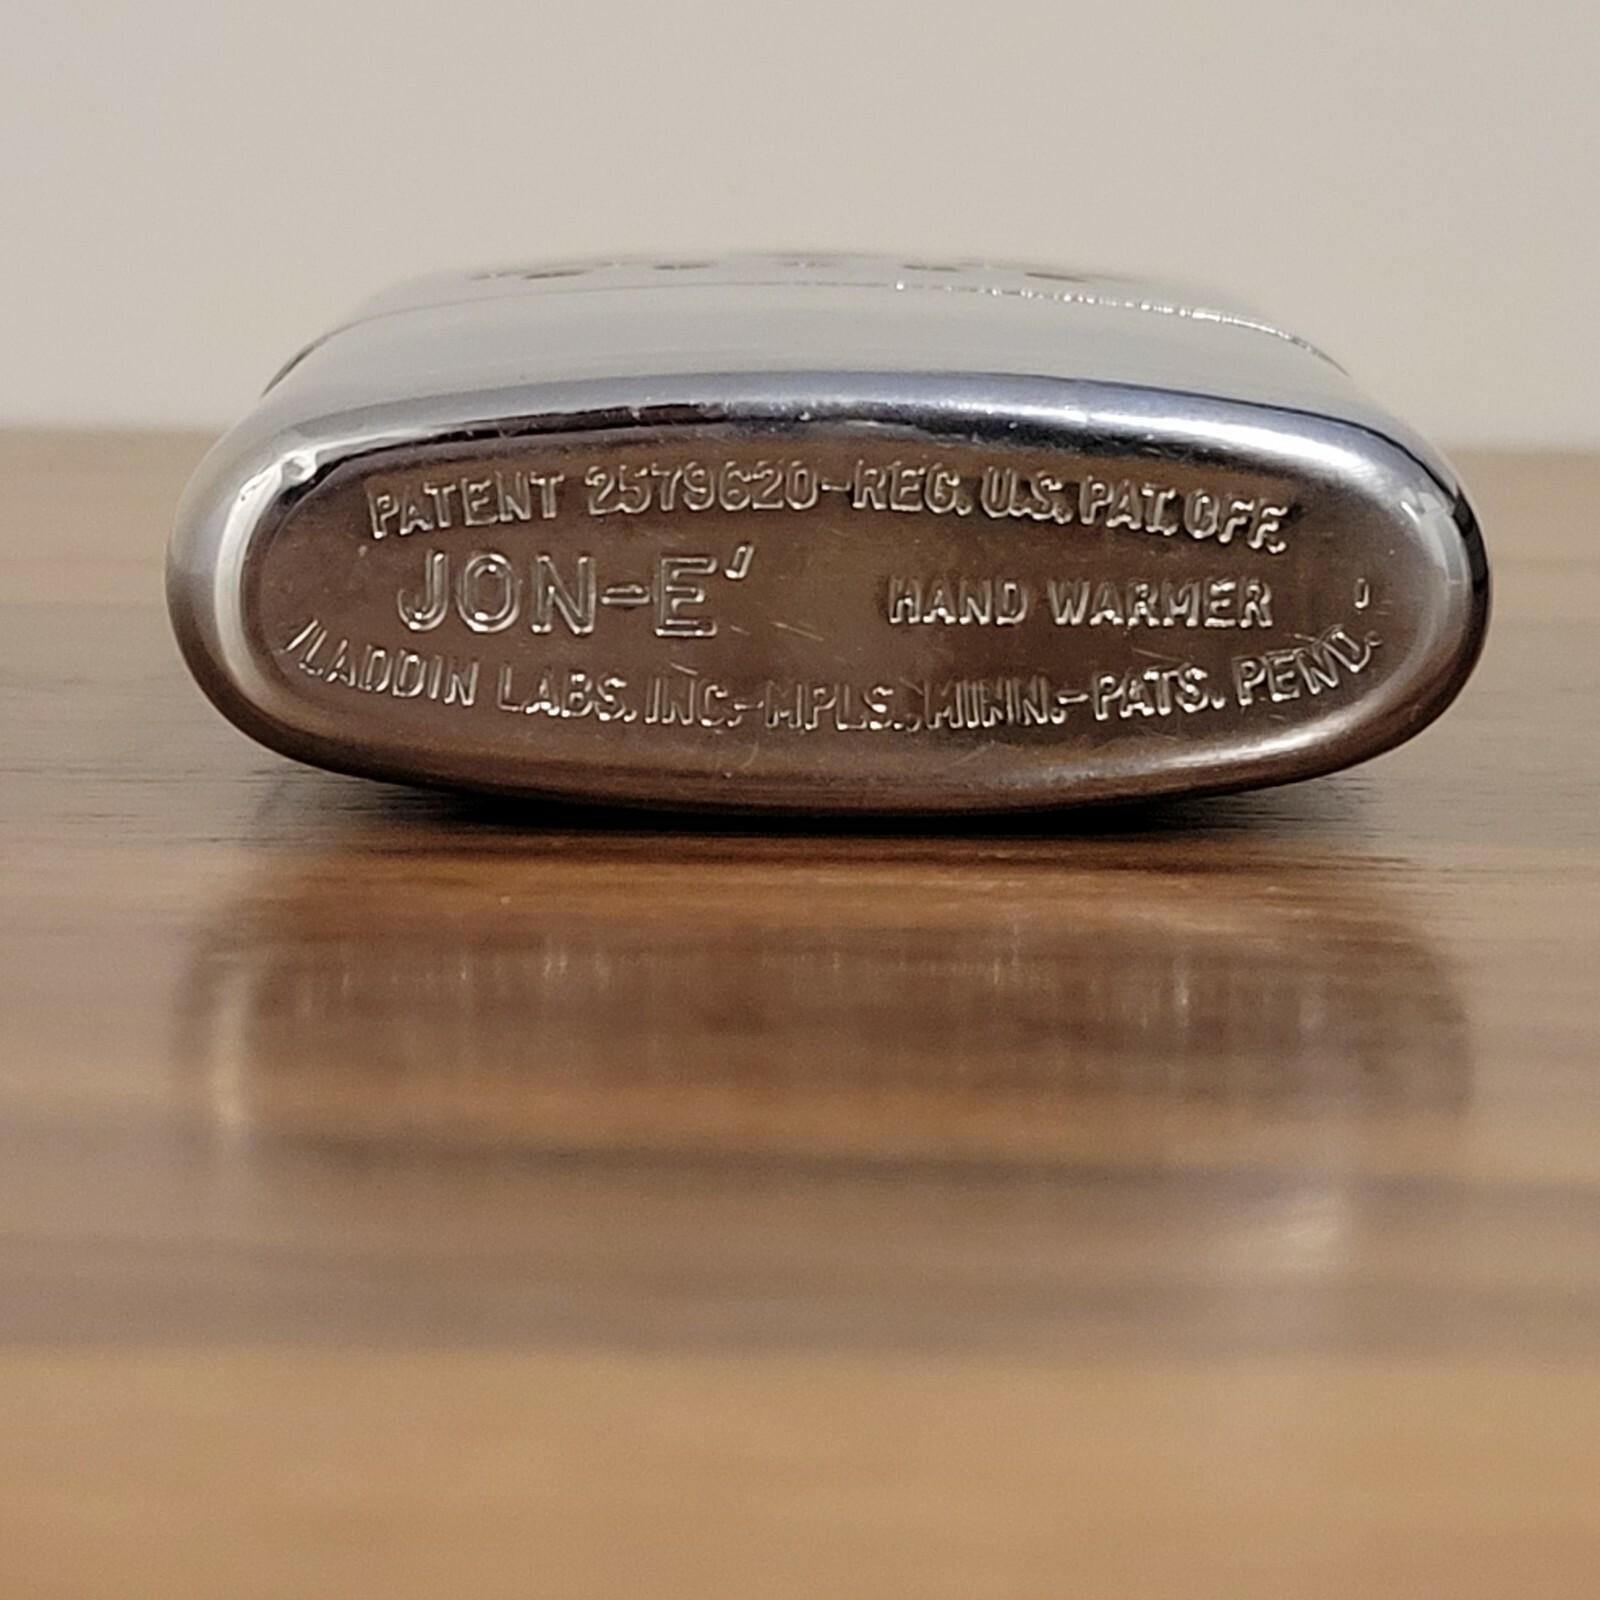 PATENT 2579620-REG. U.S. PAT. OFF.
JON-E' HAND WARMER
ALADDIN LABS. INC.-MPLS., MINN.-PATS. PEND.